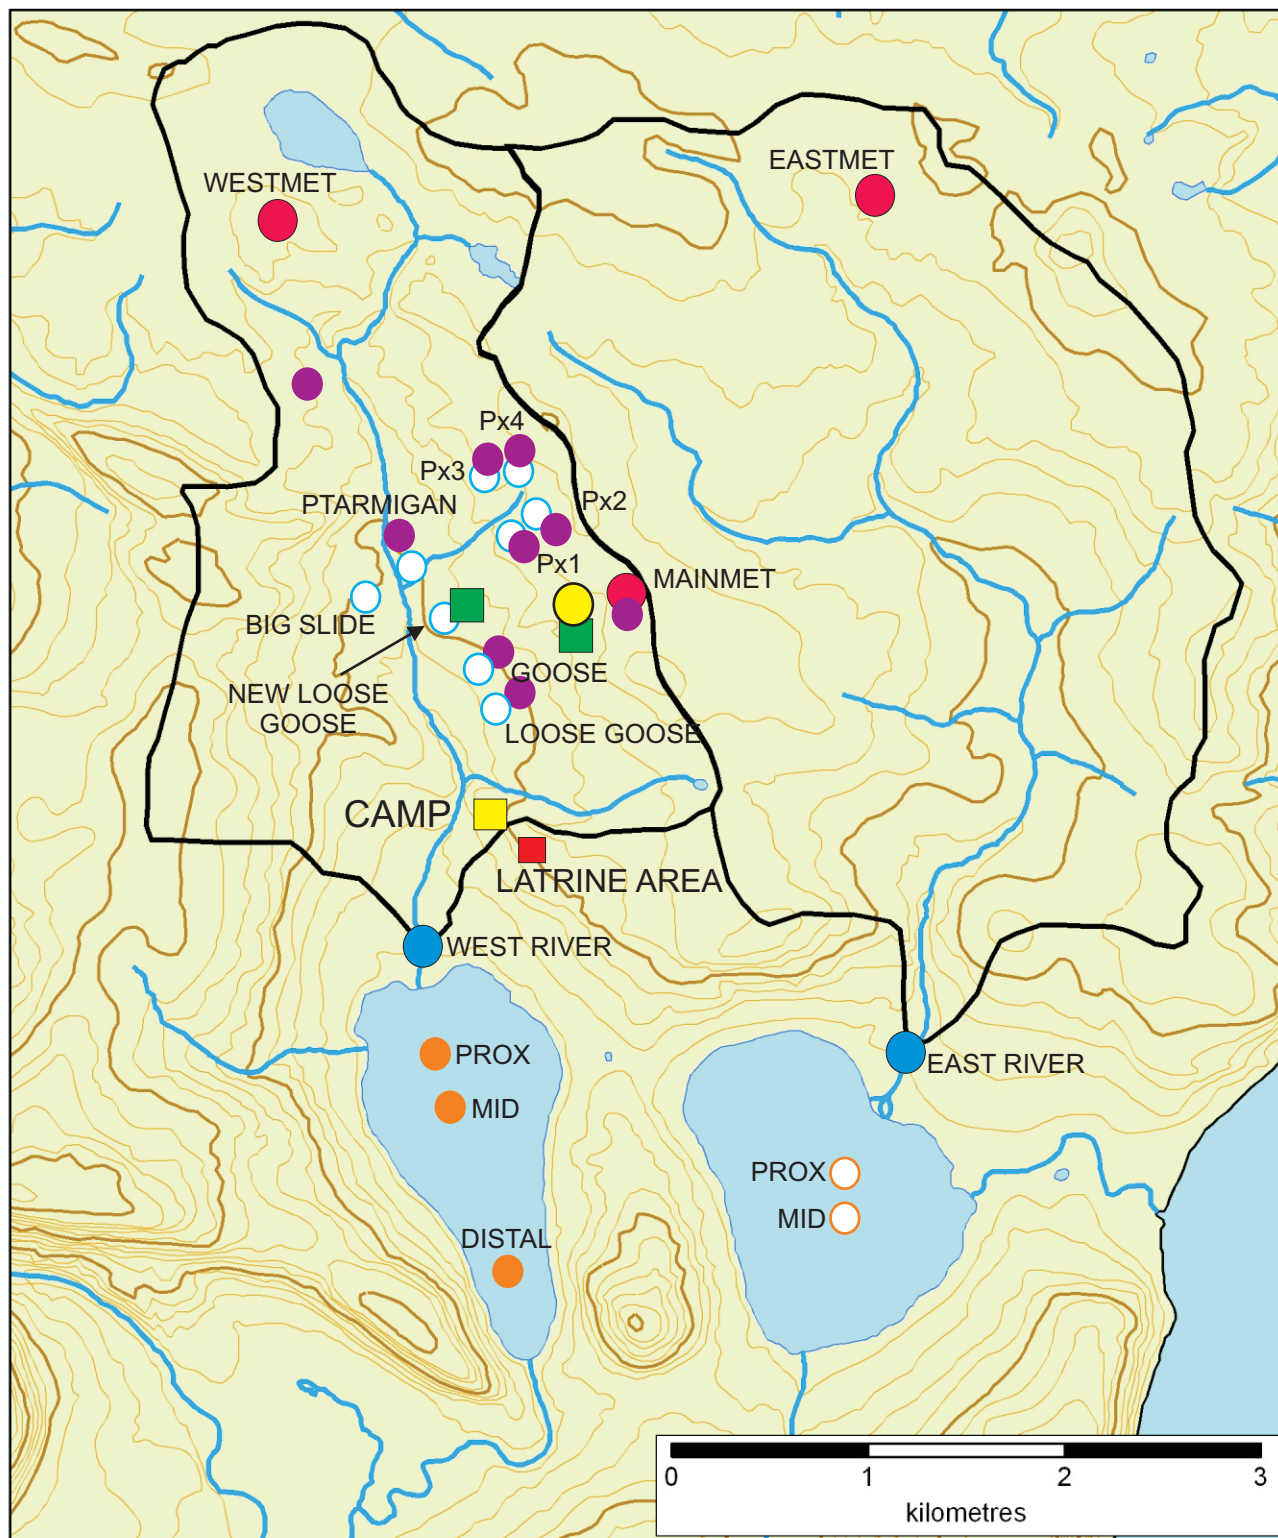 EASTMET
WESTMET
Px4
Px3
PTARMIGAN
Px2
Px1
MAINMET
BIG SLIDE
GOOSE
NEW LOOSE
GOOSE
LOOSE GOOSE
CAMP
LATRINE AREA
WEST RIVER
PROX
EAST RIVER
MID
PROX
MID
DISTAL
0 1 2 3
kilometres